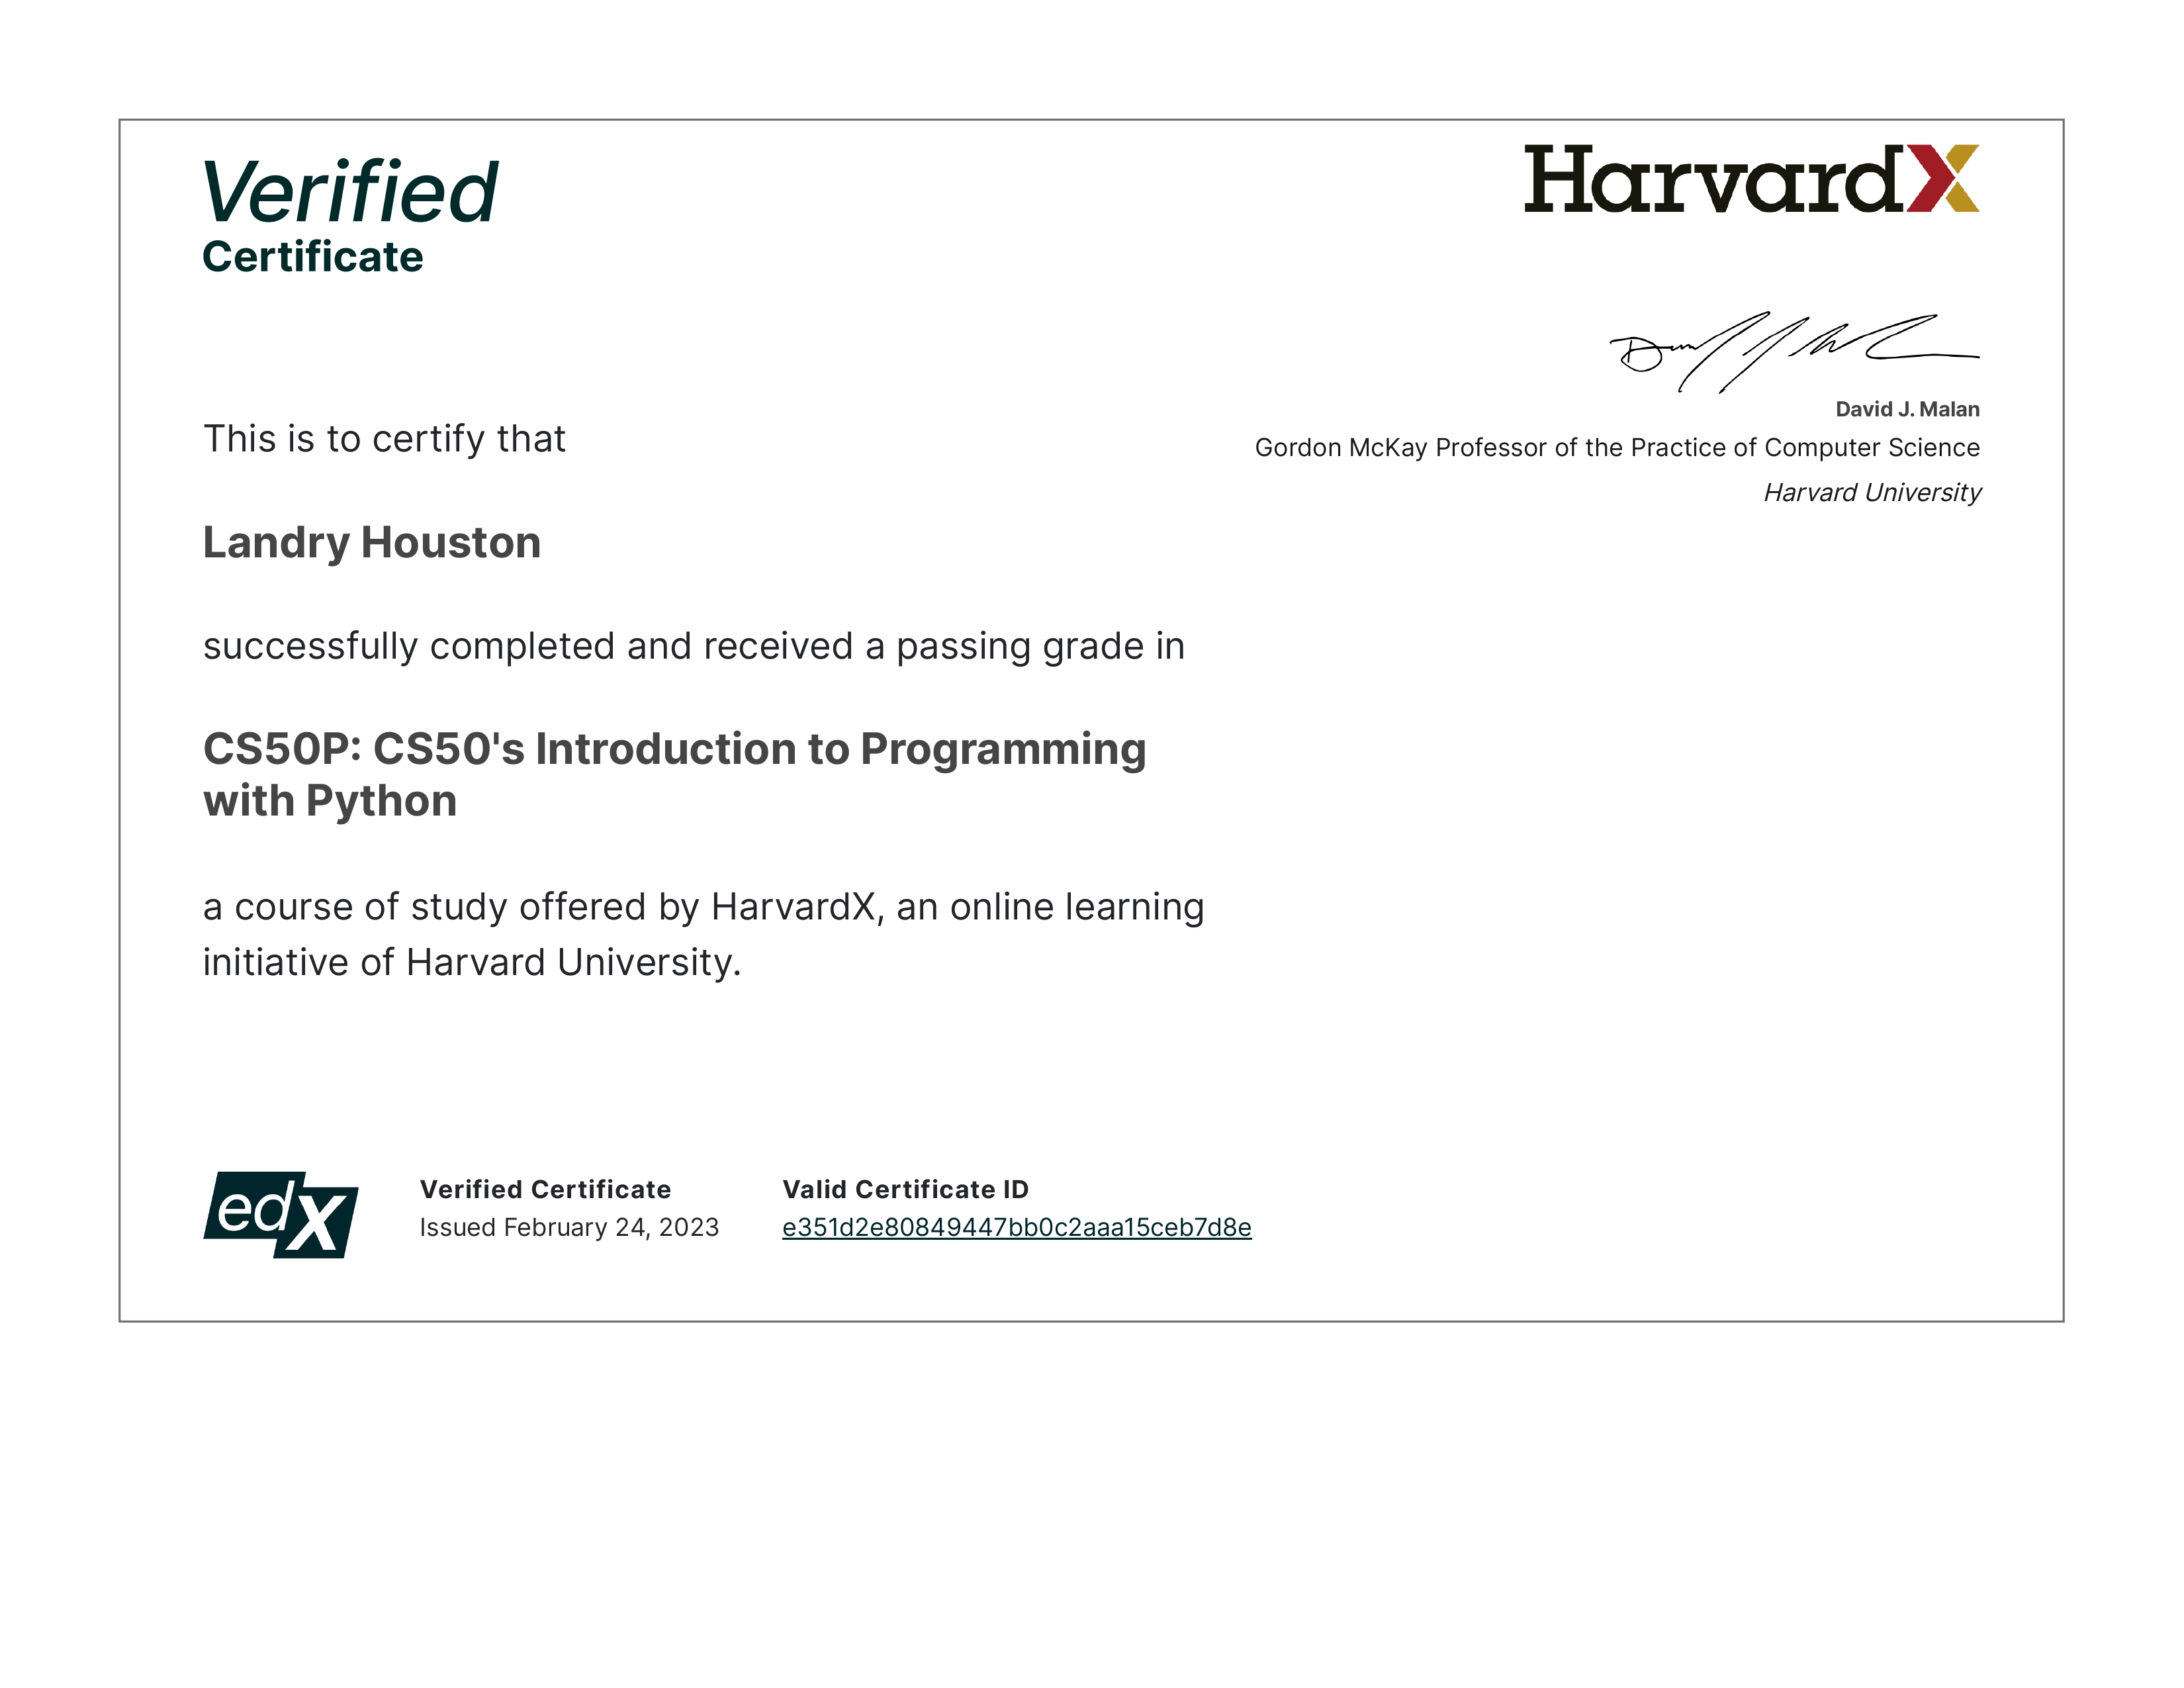 Verified
Certificate
HarvardX
David J. Malan
Gordon McKay Professor of the Practice of Computer Science
Harvard University
This is to certify that
Landry Houston
successfully completed and received a passing grade in
CS50P: CS50's Introduction to Programming
with Python
a course of study offered by HarvardX, an online learning
initiative of Harvard University.
edX
Verified Certificate
Issued February 24, 2023
Valid Certificate ID
e351d2e80849447bb0c2aaa15ceb7d8e